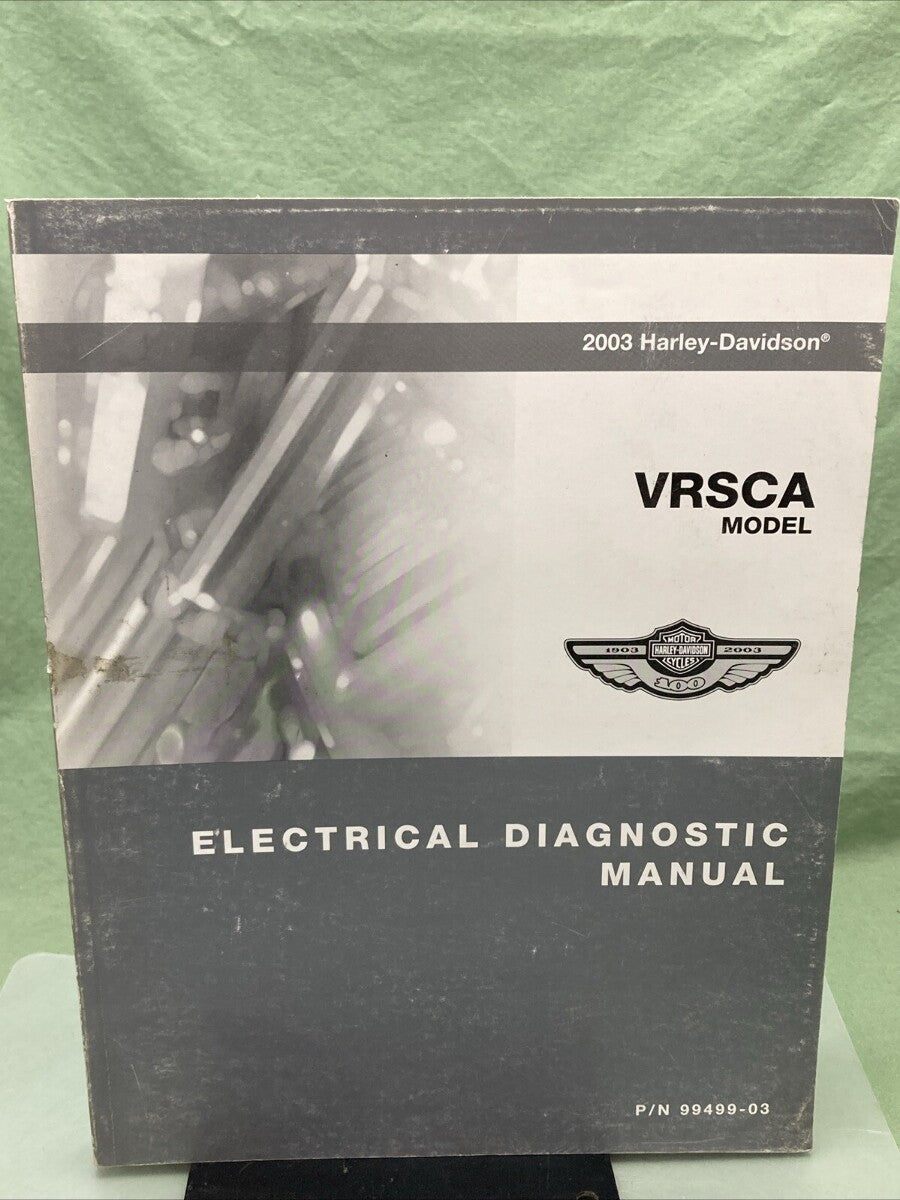 2003 Harley-Davidson®
VRSCA
MODEL
MOTOR
1903 HARLEY-DAVIDSON 2003
CYCLES
100
ELECTRICAL DIAGNOSTIC
MANUAL
P/N 99499-03